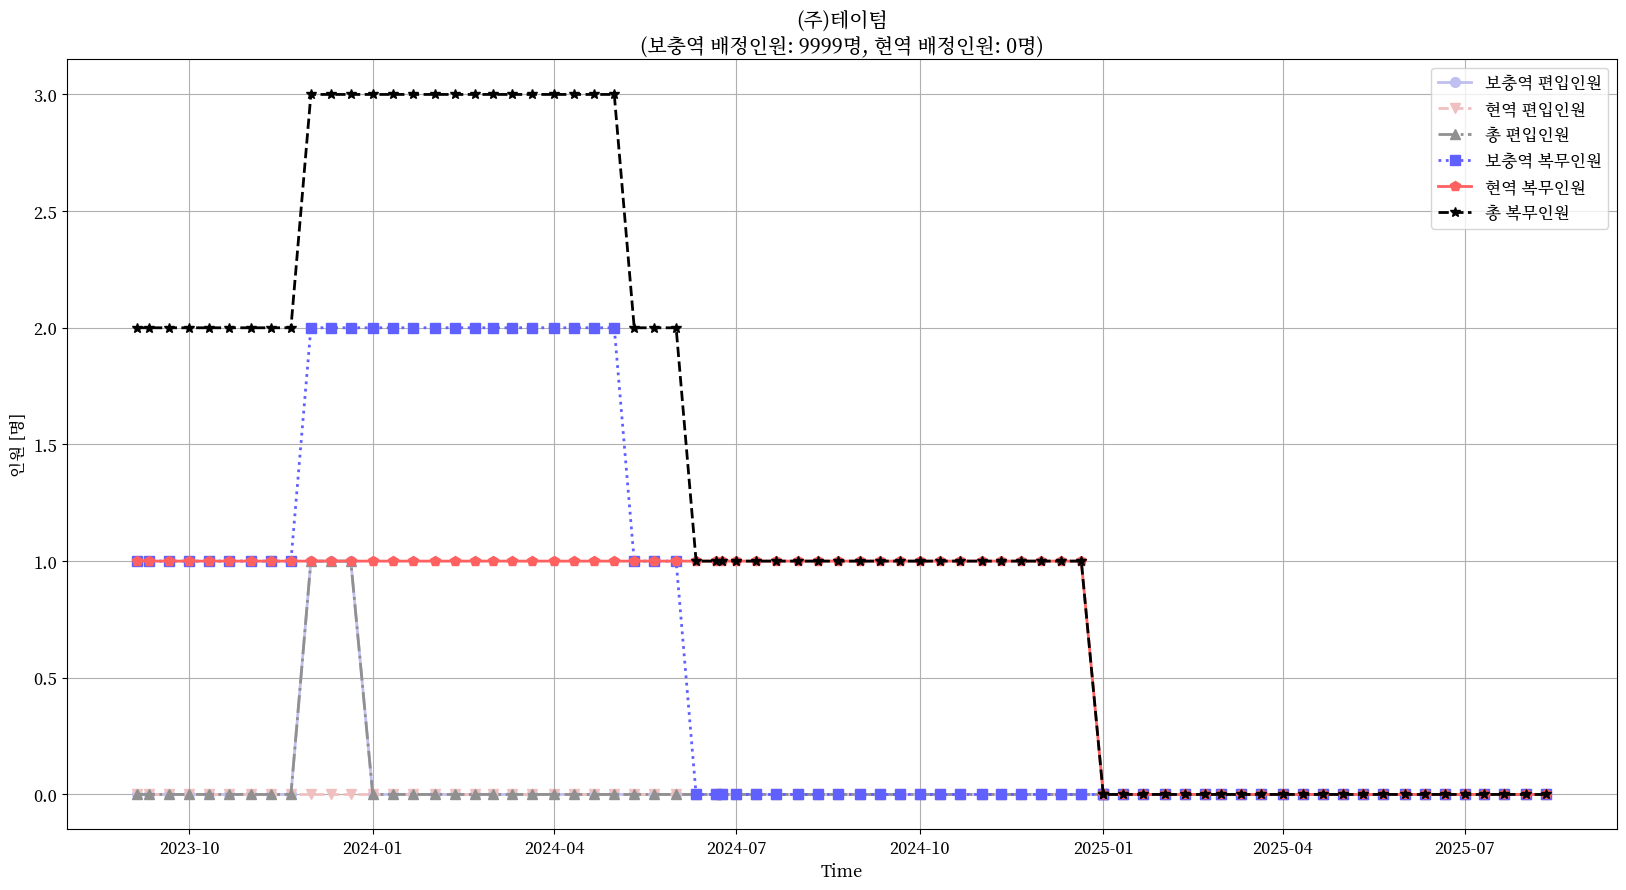 (주)테이텀
(보충역 배정인원: 9999명, 현역 배정인원: 0명)
3.0
2.5
2.0
1.5
1.0
0.5
0.0
인원 [명]
보충역 편입인원
현역 편입인원
총 편입인원
보충역 복무인원
현역 복무인원
총 복무인원
2023-10
2024-01
2024-04
2024-07
2024-10
2025-01
2025-04
2025-07
Time